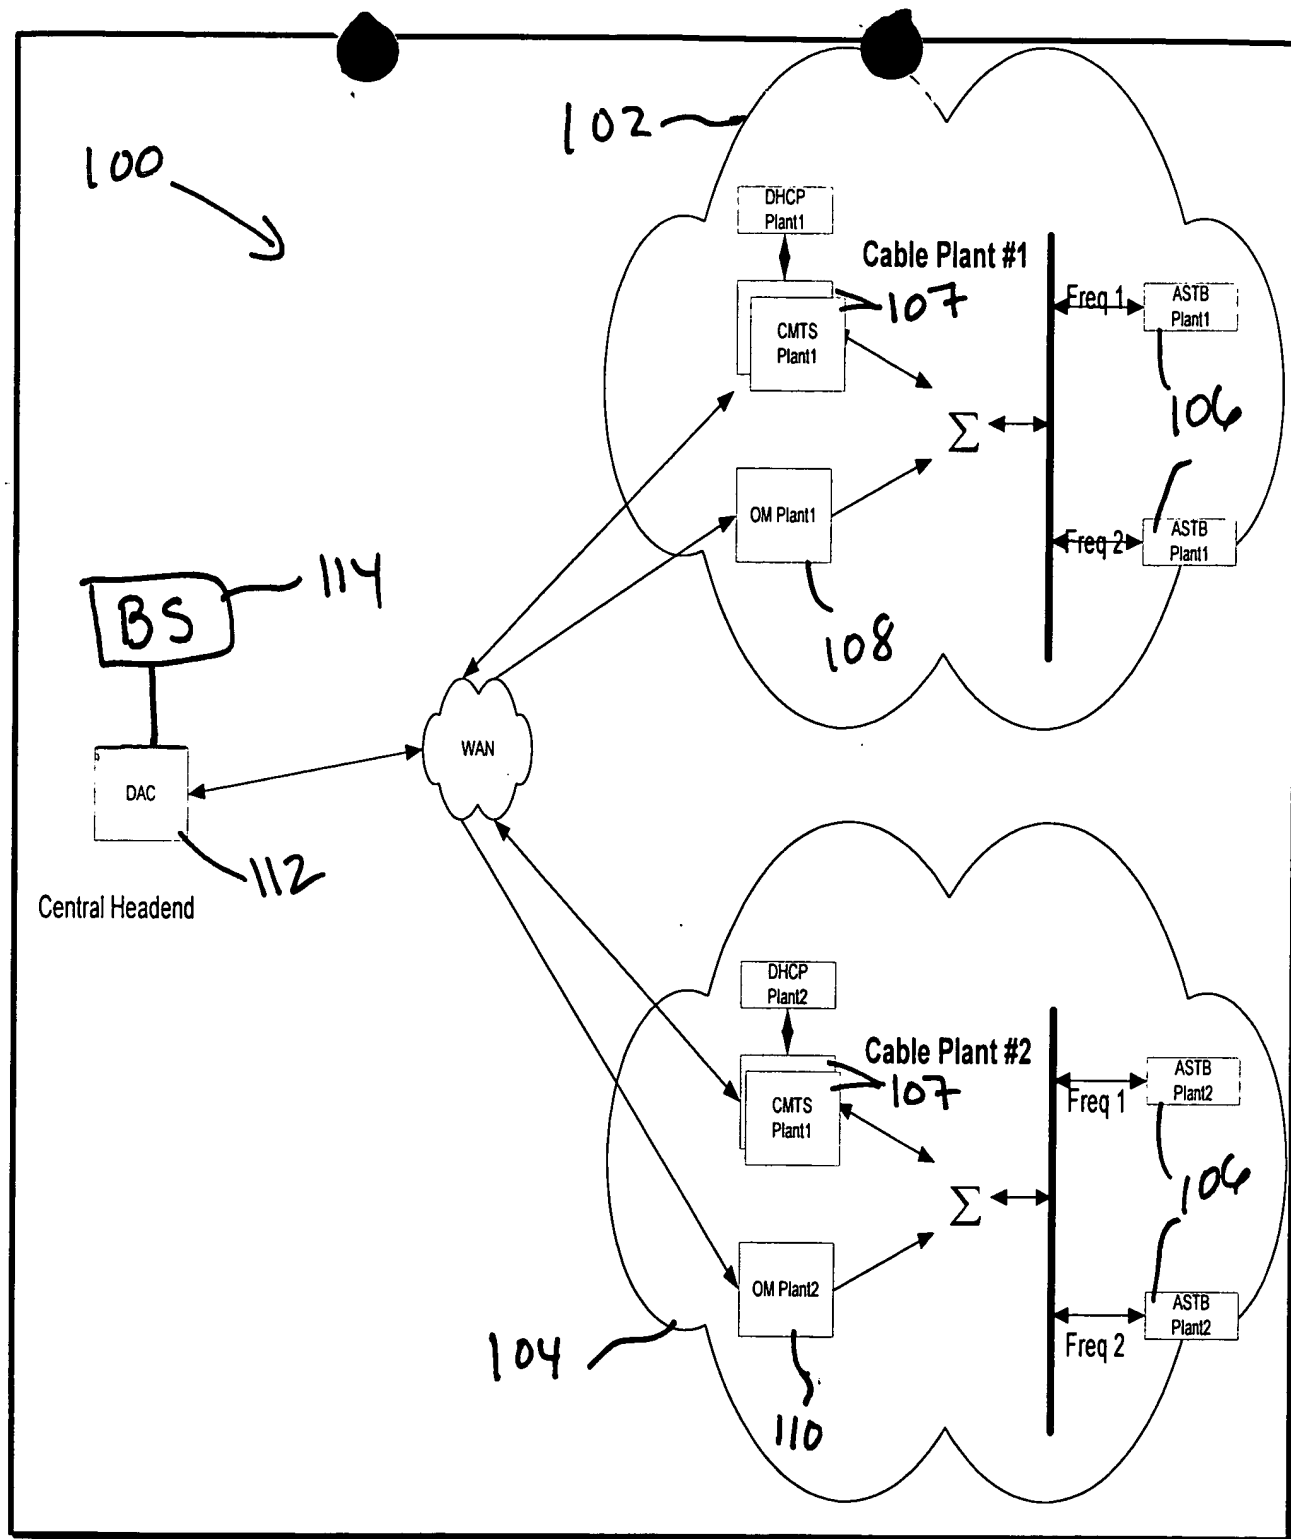 100
102
DHCP
Plant1
Cable Plant #1
107
CMTS
Plant1
Freq 1
ASTB
Plant1
106
Σ
OM Plant1
108
Freq 2
ASTB
Plant1
BS
114
WAN
DAC
112
Central Headend
DHCP
Plant2
Cable Plant #2
107
CMTS
Plant1
Freq 1
ASTB
Plant2
106
Σ
OM Plant2
110
104
Freq 2
ASTB
Plant2